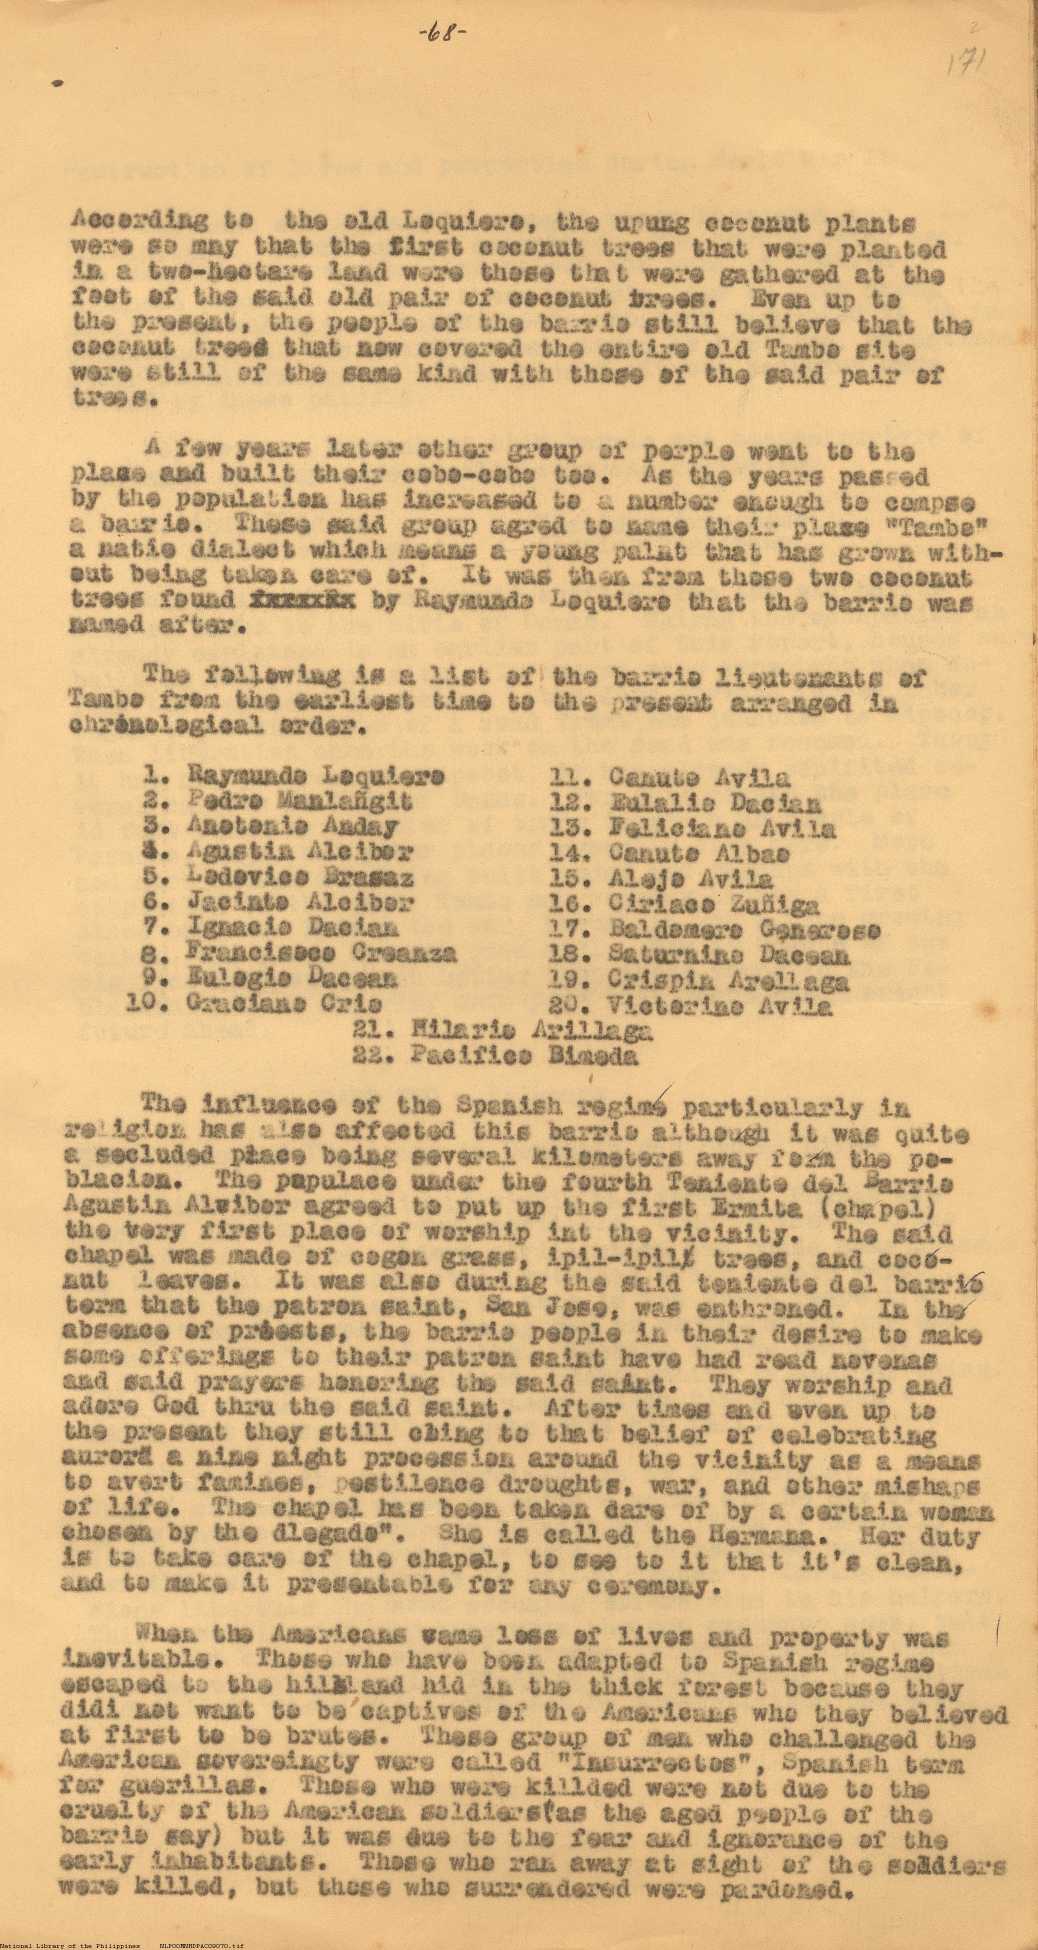 -68-
171
According to the old Loquiero, the upung coconut plants
were so mny that the first coconut trees that were planted
in a two-hectare land were those that were gathered at the
foot of the said old pair of coconut trees. Even up to
the present, the people of the barrio still believe that the
coconut trees that now covered the entire old Tambo site
were still of the same kind with those of the said pair of
trees.
A few years later other group of perple went to the
place and built their cobo-cobo too. As the years passed
by the population has increased to a number enough to compse
a barrio. These said group agred to name their place "Tambo"
a natio dialect which means a young palnt that has grown with-
out being taken care of. It was then from those two coconut
trees found by Raymundo Loquiero that the barrio was
named after.
The following is a list of the barrio lieutenants of
Tambo from the earliest time to the present arranged in
chronological order.
1. Raymundo Loquiero
2. Pedro Manlañgit
3. Anotonio Anday
4. Agustin Alcibor
5. Lodovico Brasaz
6. Jacinto Alcibor
7. Ignacio Dacian
8. Francisoco Creanza
9. Eulogio Dacoan
10. Graciano Crio
11. Canuto Avila
12. Eulalio Dacian
13. Feliciano Avila
14. Canuto Albao
15. Alejo Avila
16. Ciriaco Zuñiga
17. Baldomero Generoso
18. Saturnino Dacoan
19. Crispin Arellaga
20. Victorino Avila
21. Hilario Arillaga
22. Pacifico Bimoda
The influence of the Spanish regime particularly in
religion has also affected this barrio although it was quite
a secluded place being several kilometers away form the po-
blacion. The populace under the fourth Teniente del Barrio
Agustin Alcibor agreed to put up the first Ermita (chapel)
the very first place of worship int the vicinity. The said
chapel was made of cogon grass, ipil-ipil trees, and coco-
nut leaves. It was also during the said teniente del barrio
term that the patron saint, San Jose, was enthroned. In the
absence of priests, the barrio people in their desire to make
some offerings to their patron saint have had read novenas
and said prayers honoring the said saint. They worship and
adore God thru the said saint. After times and even up to
the present they still cling to that belief of celebrating
aurora a nine night procession around the vicinity as a means
to avert famines, pestilence droughts, war, and other mishaps
of life. The chapel has been taken dare of by a certain woman
chosen by the dlegado". She is called the Hermana. Her duty
is to take care of the chapel, to see to it that it's clean,
and to make it presentable for any ceremony.
When the Americans came loss of lives and property was
inevitable. Those who have been adapted to Spanish regime
escaped to the hill and hid in the thick forest because they
didi not want to be captives of the Americans who they believed
at first to be brutes. These group of men who challenged the
American sovereingty were called "Insurrectos", Spanish term
for guerillas. Those who were killded were not due to the
cruelty of the American soldiers(as the aged people of the
barrio say) but it was due to the fear and ignorance of the
early inhabitants. Those who ran away at sight of the soldiers
were killed, but those who surrendered were pardoned.
National Library of the Philippines NLPOOMNHDPAC09070.tif